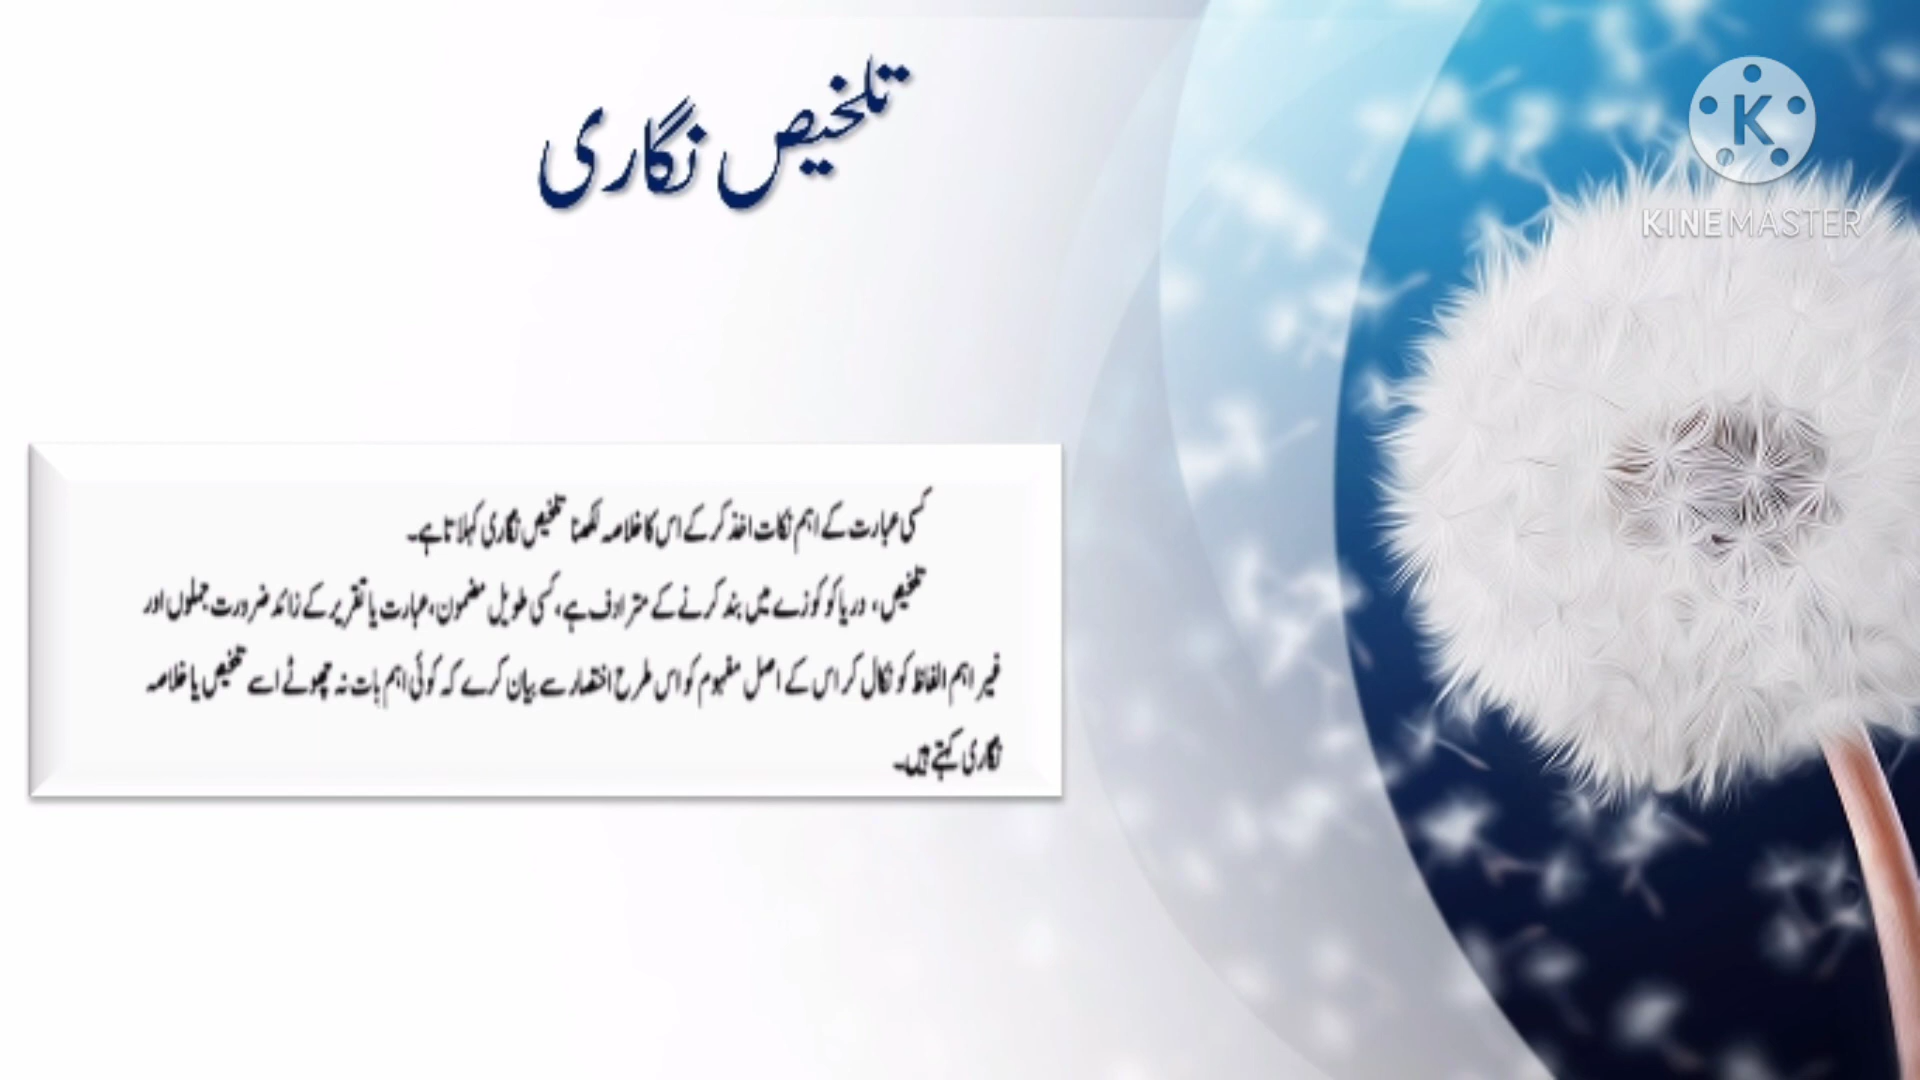 تلخیص نگاری
KINEMASTER
کسی عبارت کے اہم نکات اخذ کر کے اس کا خلاصہ لکھنا تلخیص نگاری کہلاتا ہے۔
تلخیص، دریا کو کوزے میں بند کرنے کے مترادف ہے، کسی طویل مضمون، عبارت یا تقریر کے زائد ضرورت جملوں اور
غیر اہم الفاظ کو نکال کر اس کے اصل مفہوم کو اس طرح اختصار سے بیان کرے کہ کوئی اہم بات نہ چھوٹے اسے تلخیص یا خلاصہ
نگاری کہتے ہیں۔